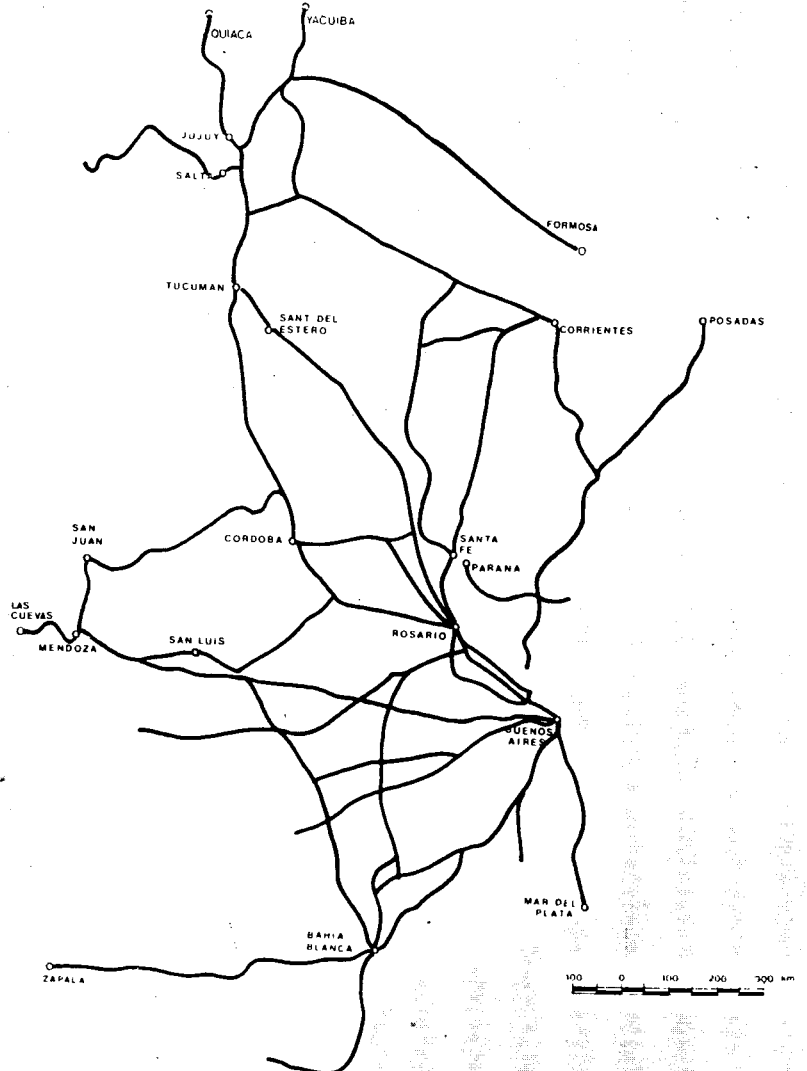 YACUIBA
QUIACA
JUJUY
SALTA
FORMOSA
TUCUMAN
SANT DEL
ESTERO
CORRIENTES
POSADAS
SAN
JUAN
CORDOBA
SANTA
FE
PARANA
LAS
CUEVAS
MENDOZA
SAN LUIS
ROSARIO
BUENOS
AIRES
MAR DEL
PLATA
BAHIA
BLANCA
ZAPALA
100 0 100 200 300 km